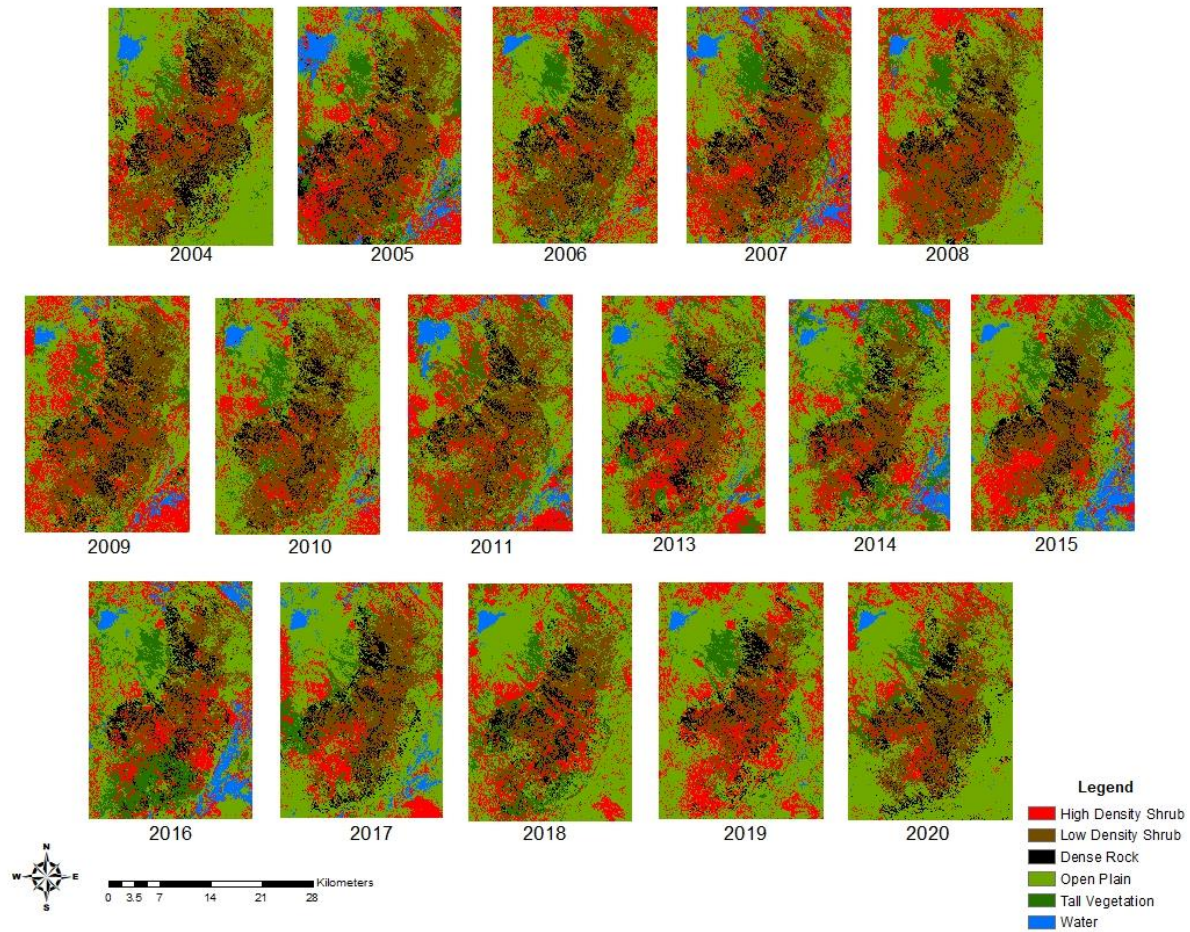 2004 2005 2006 2007 2008
2009 2010 2011 2013 2014 2015
2016 2017 2018 2019 2020
N
W E
S
Kilometers
0 3.5 7 14 21 28
Legend
High Density Shrub
Low Density Shrub
Dense Rock
Open Plain
Tall Vegetation
Water